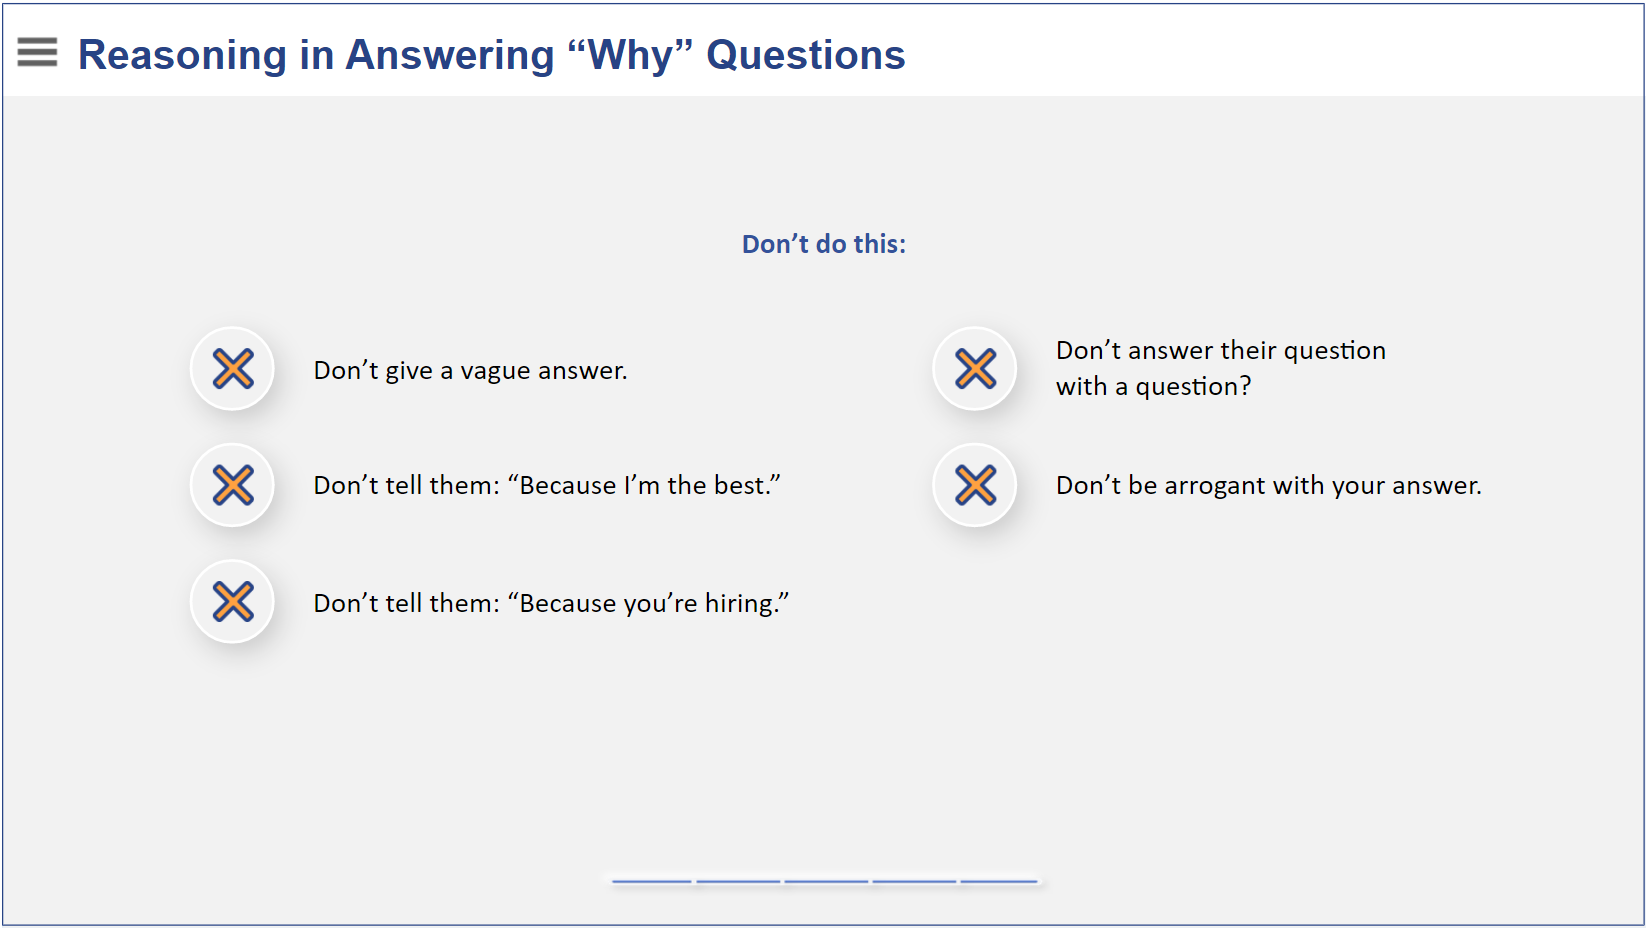 Reasoning in Answering “Why” Questions
Don’t do this:
Don’t give a vague answer.
Don’t tell them: “Because I’m the best.”
Don’t tell them: “Because you’re hiring.”
Don’t answer their question
with a question?
Don’t be arrogant with your answer.